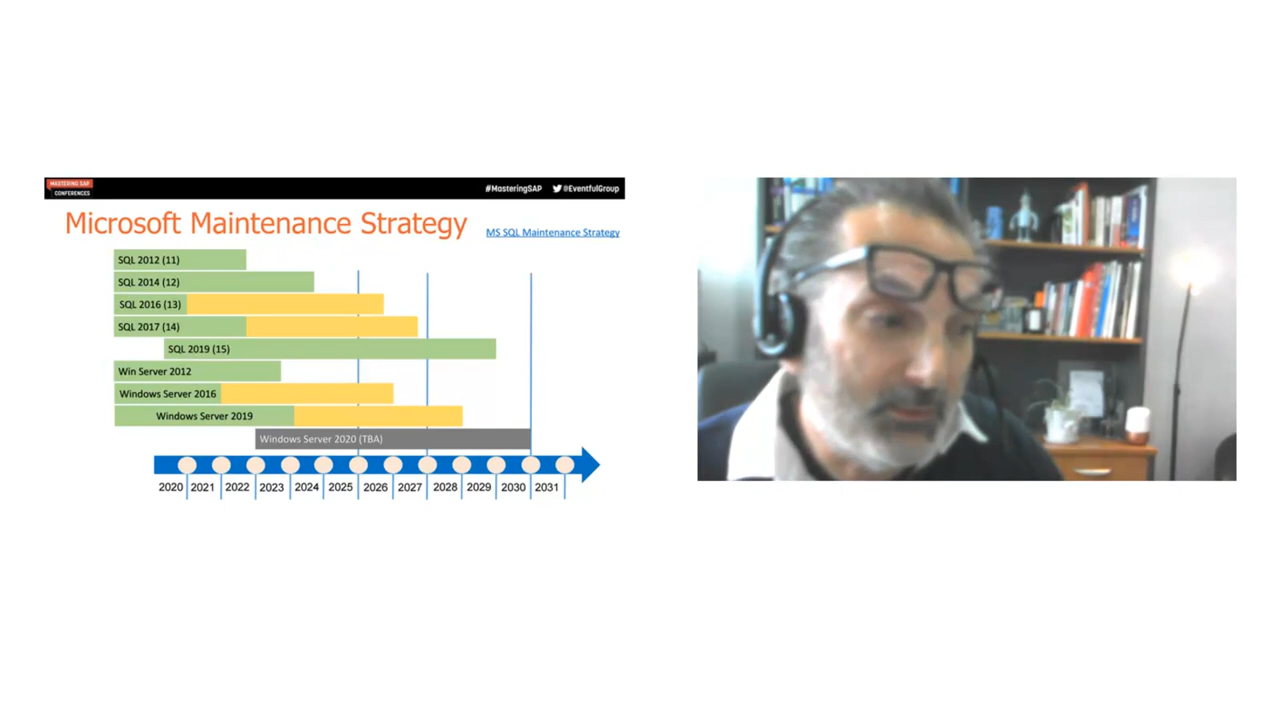 MASTERING SAP
CONFERENCES
#MasteringSAP @EventfulGroup
Microsoft Maintenance Strategy
MS SQL Maintenance Strategy
SQL 2012 (11)
SQL 2014 (12)
SQL 2016 (13)
SQL 2017 (14)
SQL 2019 (15)
Win Server 2012
Windows Server 2016
Windows Server 2019
Windows Server 2020 (TBA)
2020 2021 2022 2023 2024 2025 2026 2027 2028 2029 2030 2031